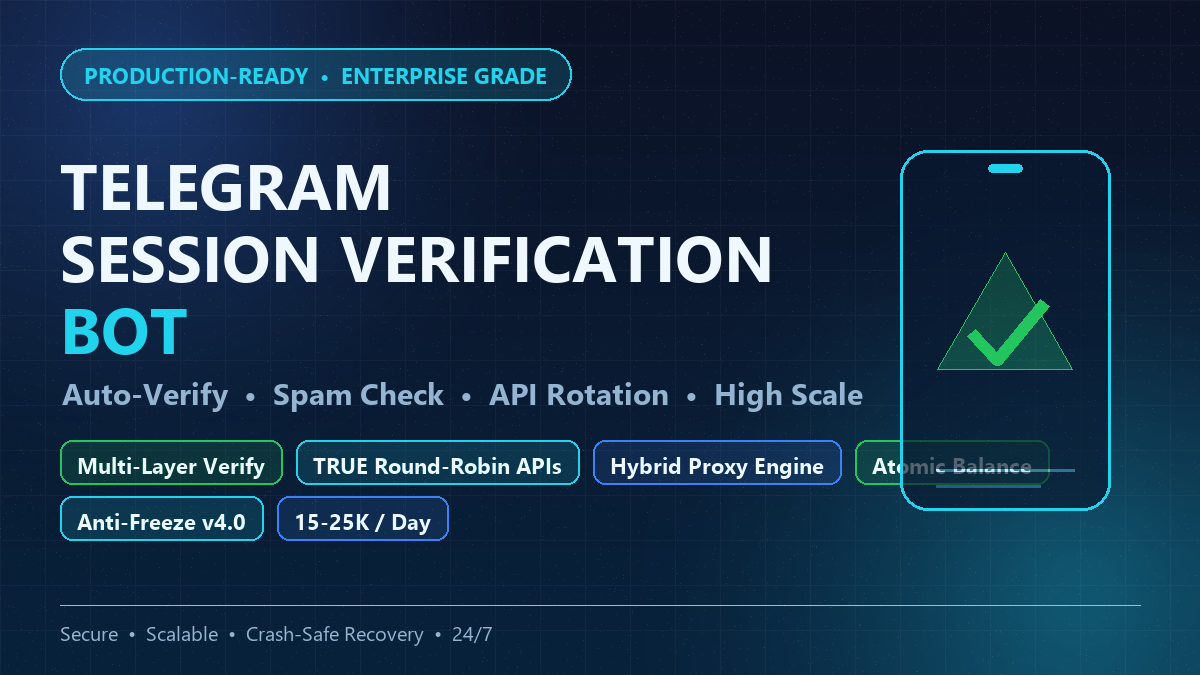 PRODUCTION-READY • ENTERPRISE GRADE
TELEGRAM
SESSION VERIFICATION
BOT
Auto-Verify • Spam Check • API Rotation • High Scale
Multi-Layer Verify TRUE Round-Robin APIs Hybrid Proxy Engine Atomic Balance
Anti-Freeze v4.0 15-25K / Day
Secure • Scalable • Crash-Safe Recovery • 24/7